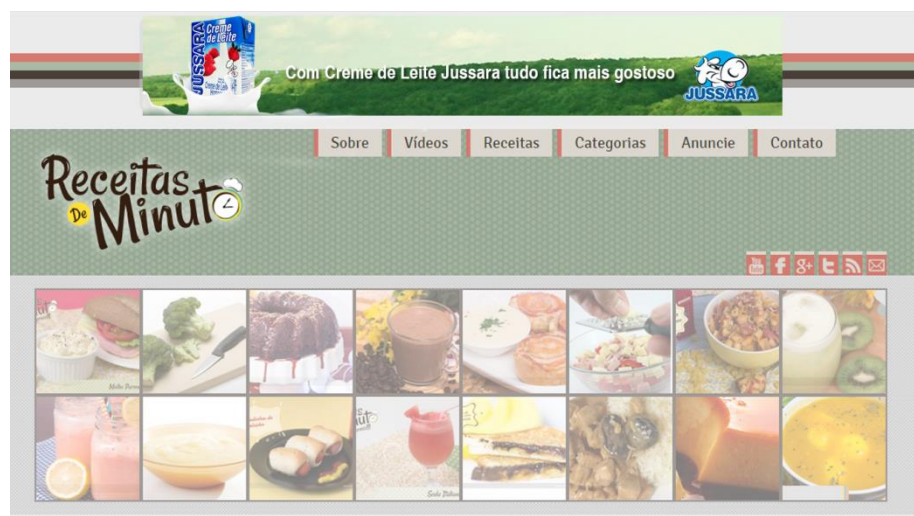 Creme
de Leite
JUSSARA
Com Creme de Leite Jussara tudo fica mais gostoso
JUSSARA
Sobre Vídeos Receitas Categorias Anuncie Contato
Receitas
De Minuto